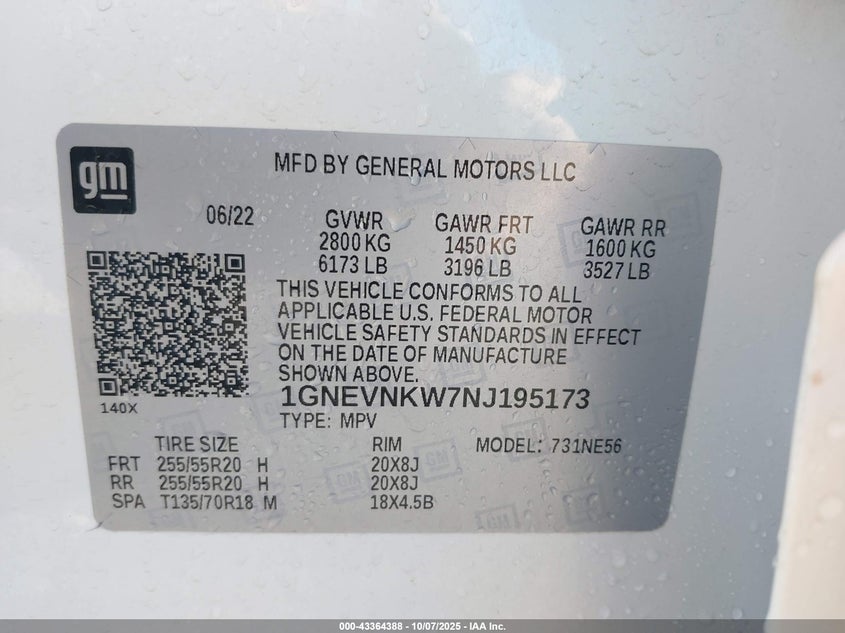 gm
MFD BY GENERAL MOTORS LLC
06/22 GVWR GAWR FRT GAWR RR
2800 KG 1450 KG 1600 KG
6173 LB 3196 LB 3527 LB
THIS VEHICLE CONFORMS TO ALL
APPLICABLE U.S. FEDERAL MOTOR
VEHICLE SAFETY STANDARDS IN EFFECT
ON THE DATE OF MANUFACTURE
SHOWN ABOVE.
140X
1GNEVNKW7NJ195173
TYPE: MPV
TIRE SIZE RIM MODEL: 731NE56
FRT 255/55R20 H 20X8J
RR 255/55R20 H 20X8J
SPA T135/70R18 M 18X4.5B
000-43364388 - 10/07/2025 - IAA Inc.